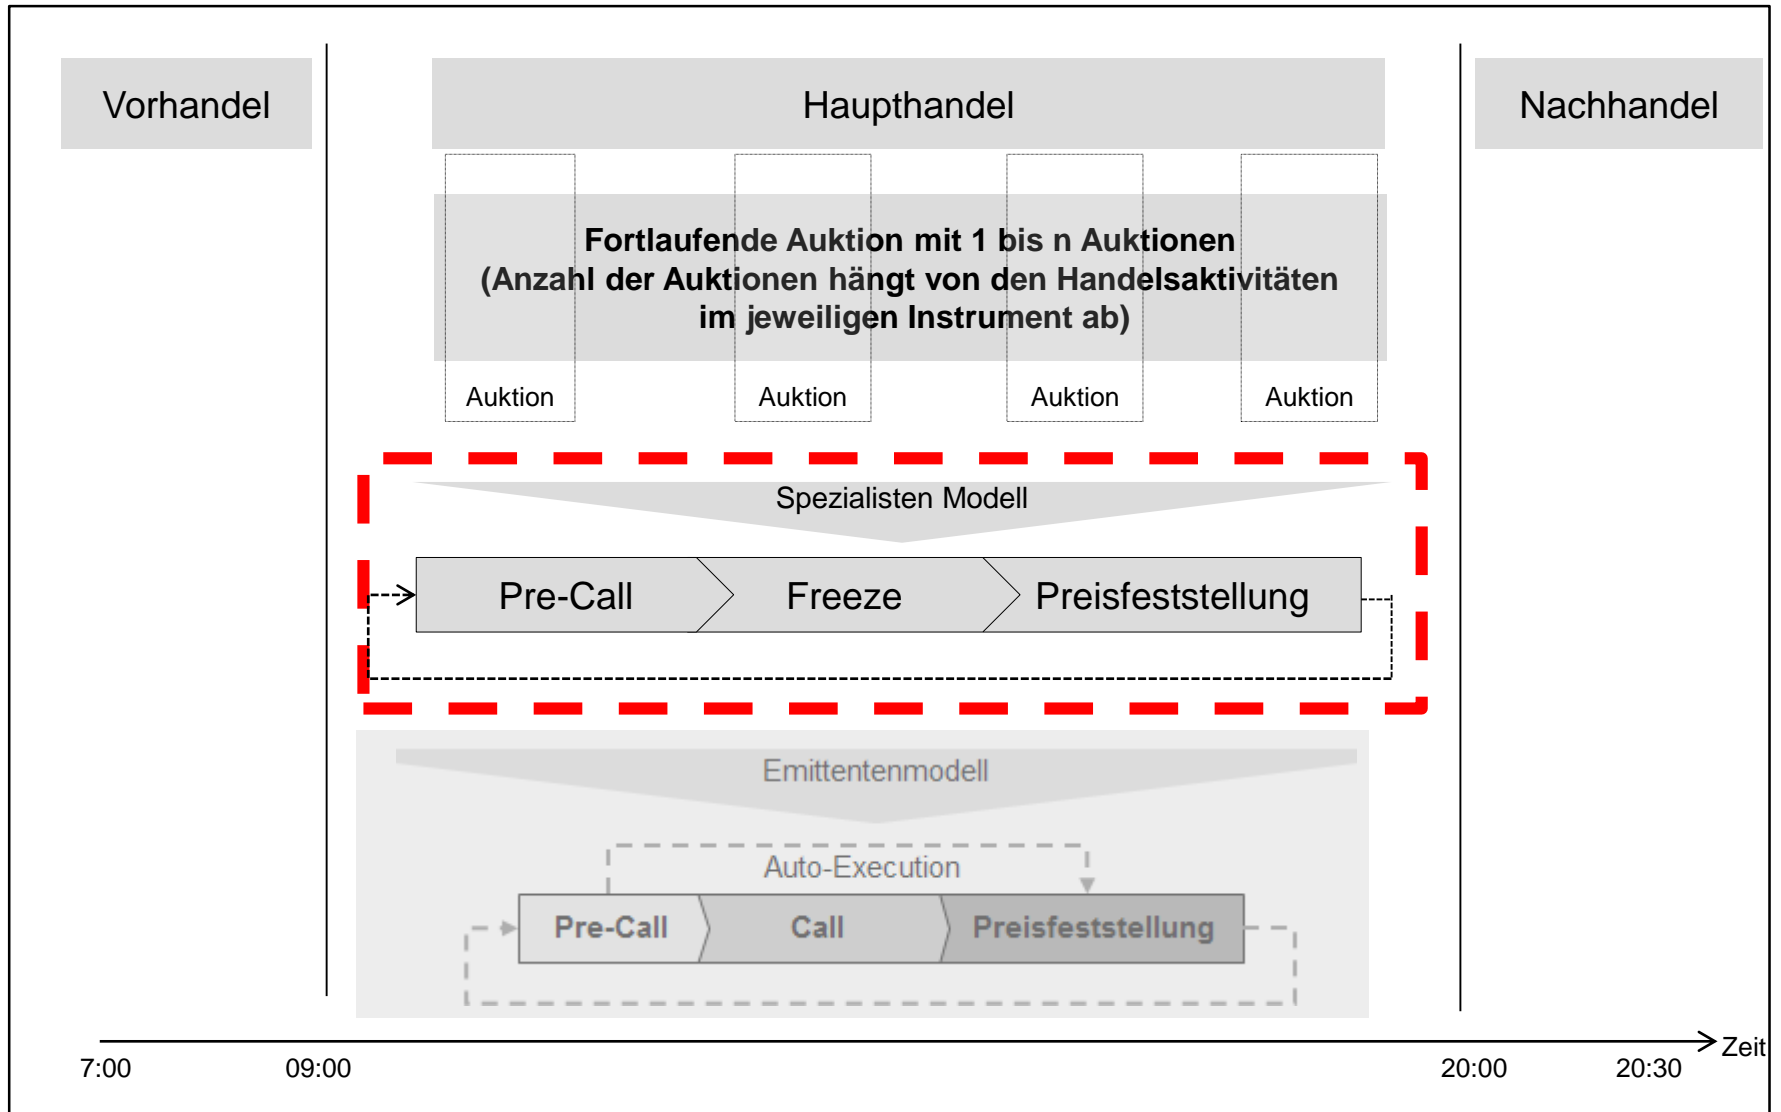 Vorhandel
Haupthandel
Nachhandel
Fortlaufende Auktion mit 1 bis n Auktionen
(Anzahl der Auktionen hängt von den Handelsaktivitäten
im jeweiligen Instrument ab)
Auktion
Auktion
Auktion
Auktion
Spezialisten Modell
Pre-Call
Freeze
Preisfeststellung
Emittentenmodell
Auto-Execution
Pre-Call
Call
Preisfeststellung
Zeit
7:00
09:00
20:00
20:30